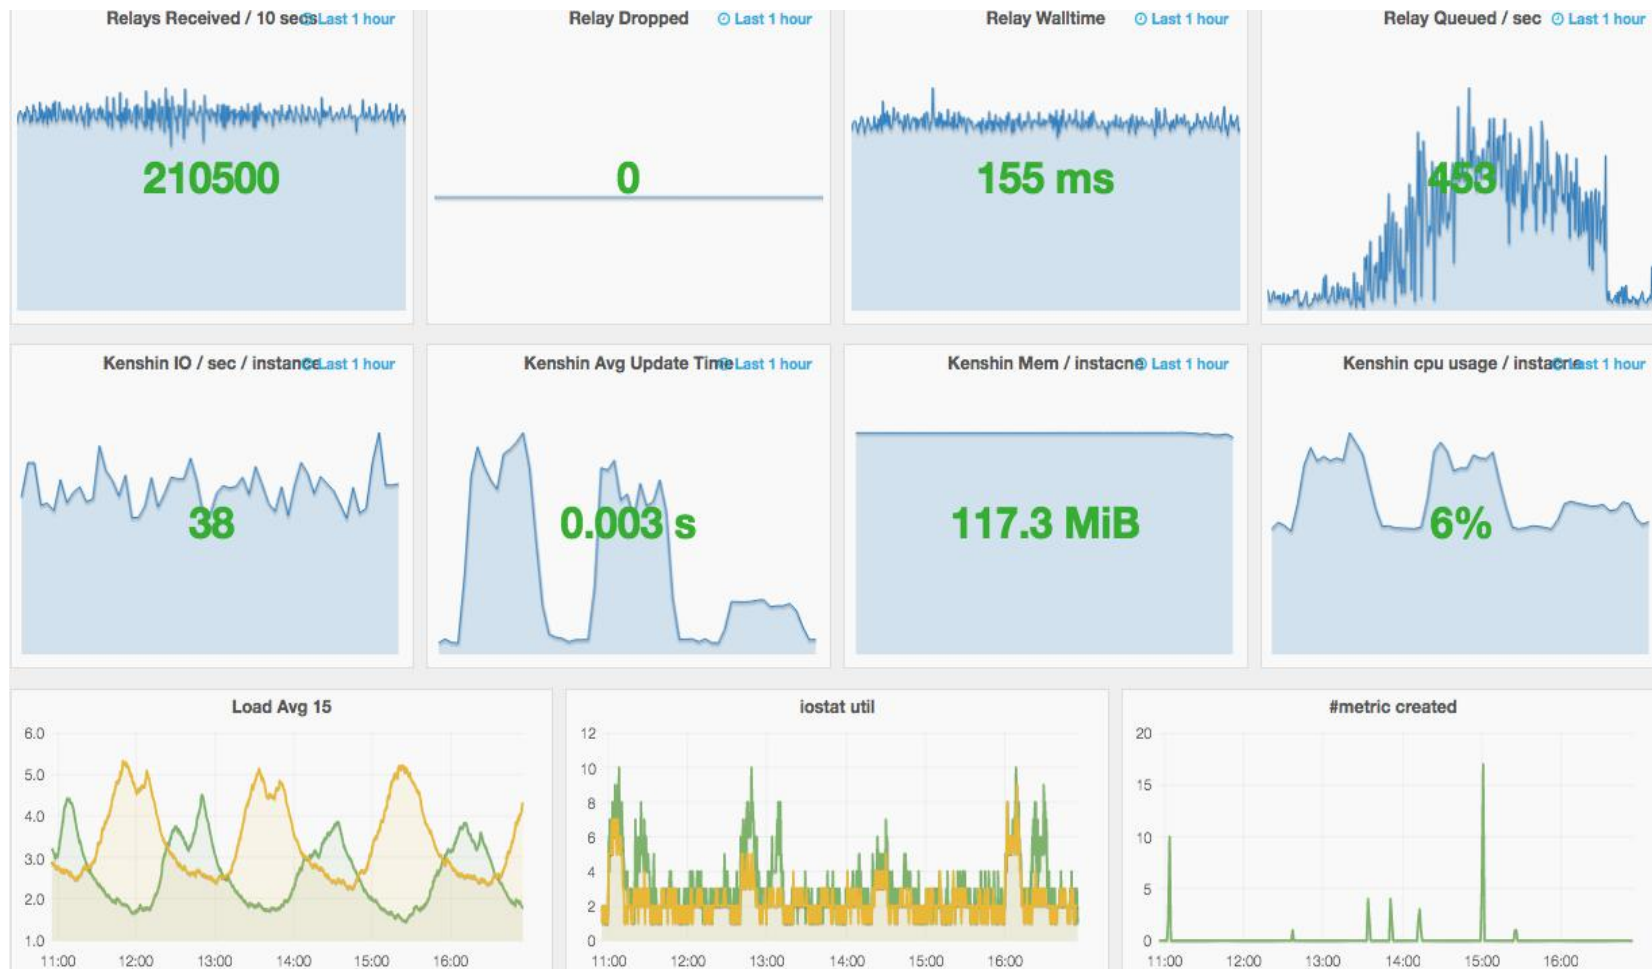 Relays Received / 10 secs Last 1 hour
Relay Dropped Last 1 hour
Relay Walltime Last 1 hour
Relay Queued / sec Last 1 hour
210500
0
155 ms
453
Kenshin IO / sec / instance Last 1 hour
Kenshin Avg Update Time Last 1 hour
Kenshin Mem / instacne Last 1 hour
Kenshin cpu usage / instacne Last 1 hour
38
0.003 s
117.3 MiB
6%
Load Avg 15
6.0
5.0
4.0
3.0
2.0
1.0
11:00 12:00 13:00 14:00 15:00 16:00
iostat util
12
10
8
6
4
2
0
11:00 12:00 13:00 14:00 15:00 16:00
#metric created
20
15
10
5
0
11:00 12:00 13:00 14:00 15:00 16:00